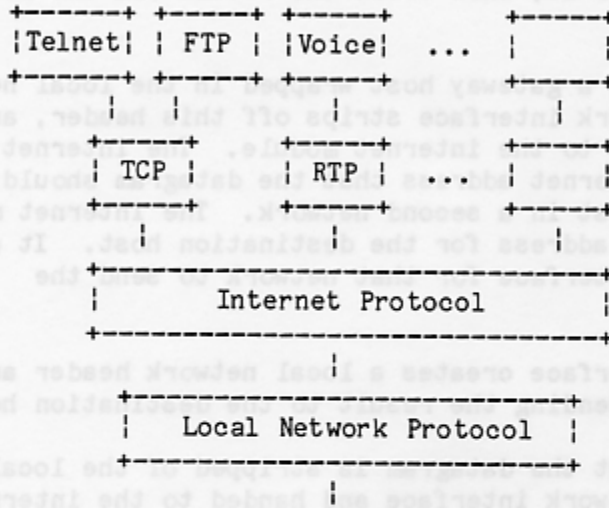 Telnet FTP Voice ...
TCP RTP ...
Internet Protocol
Local Network Protocol